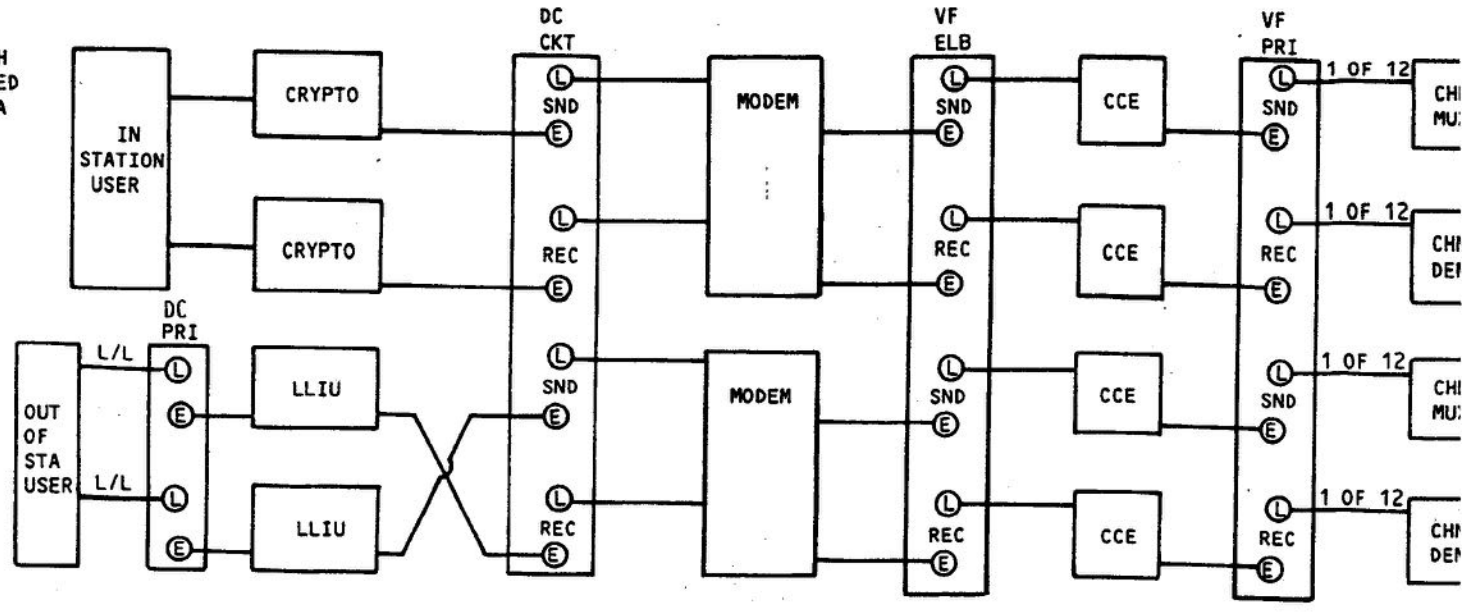 H
ED
A
IN
STATION
USER
CRYPTO
CRYPTO
DC
CKT
L
SND
E
L
REC
E
L
SND
E
L
REC
E
MODEM
MODEM
VF
ELB
L
SND
E
L
REC
E
L
SND
E
L
REC
E
CCE
CCE
CCE
CCE
VF
PRI
L
SND
E
L
REC
E
L
SND
E
L
REC
E
1 OF 12
1 OF 12
1 OF 12
1 OF 12
OUT
OF
STA
USER
L/L
L/L
DC
PRI
L
E
L
E
LLIU
LLIU